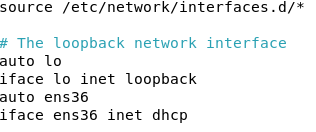 source /etc/network/interfaces.d/*
# The loopback network interface
auto lo
iface lo inet loopback
auto ens36
iface ens36 inet dhcp